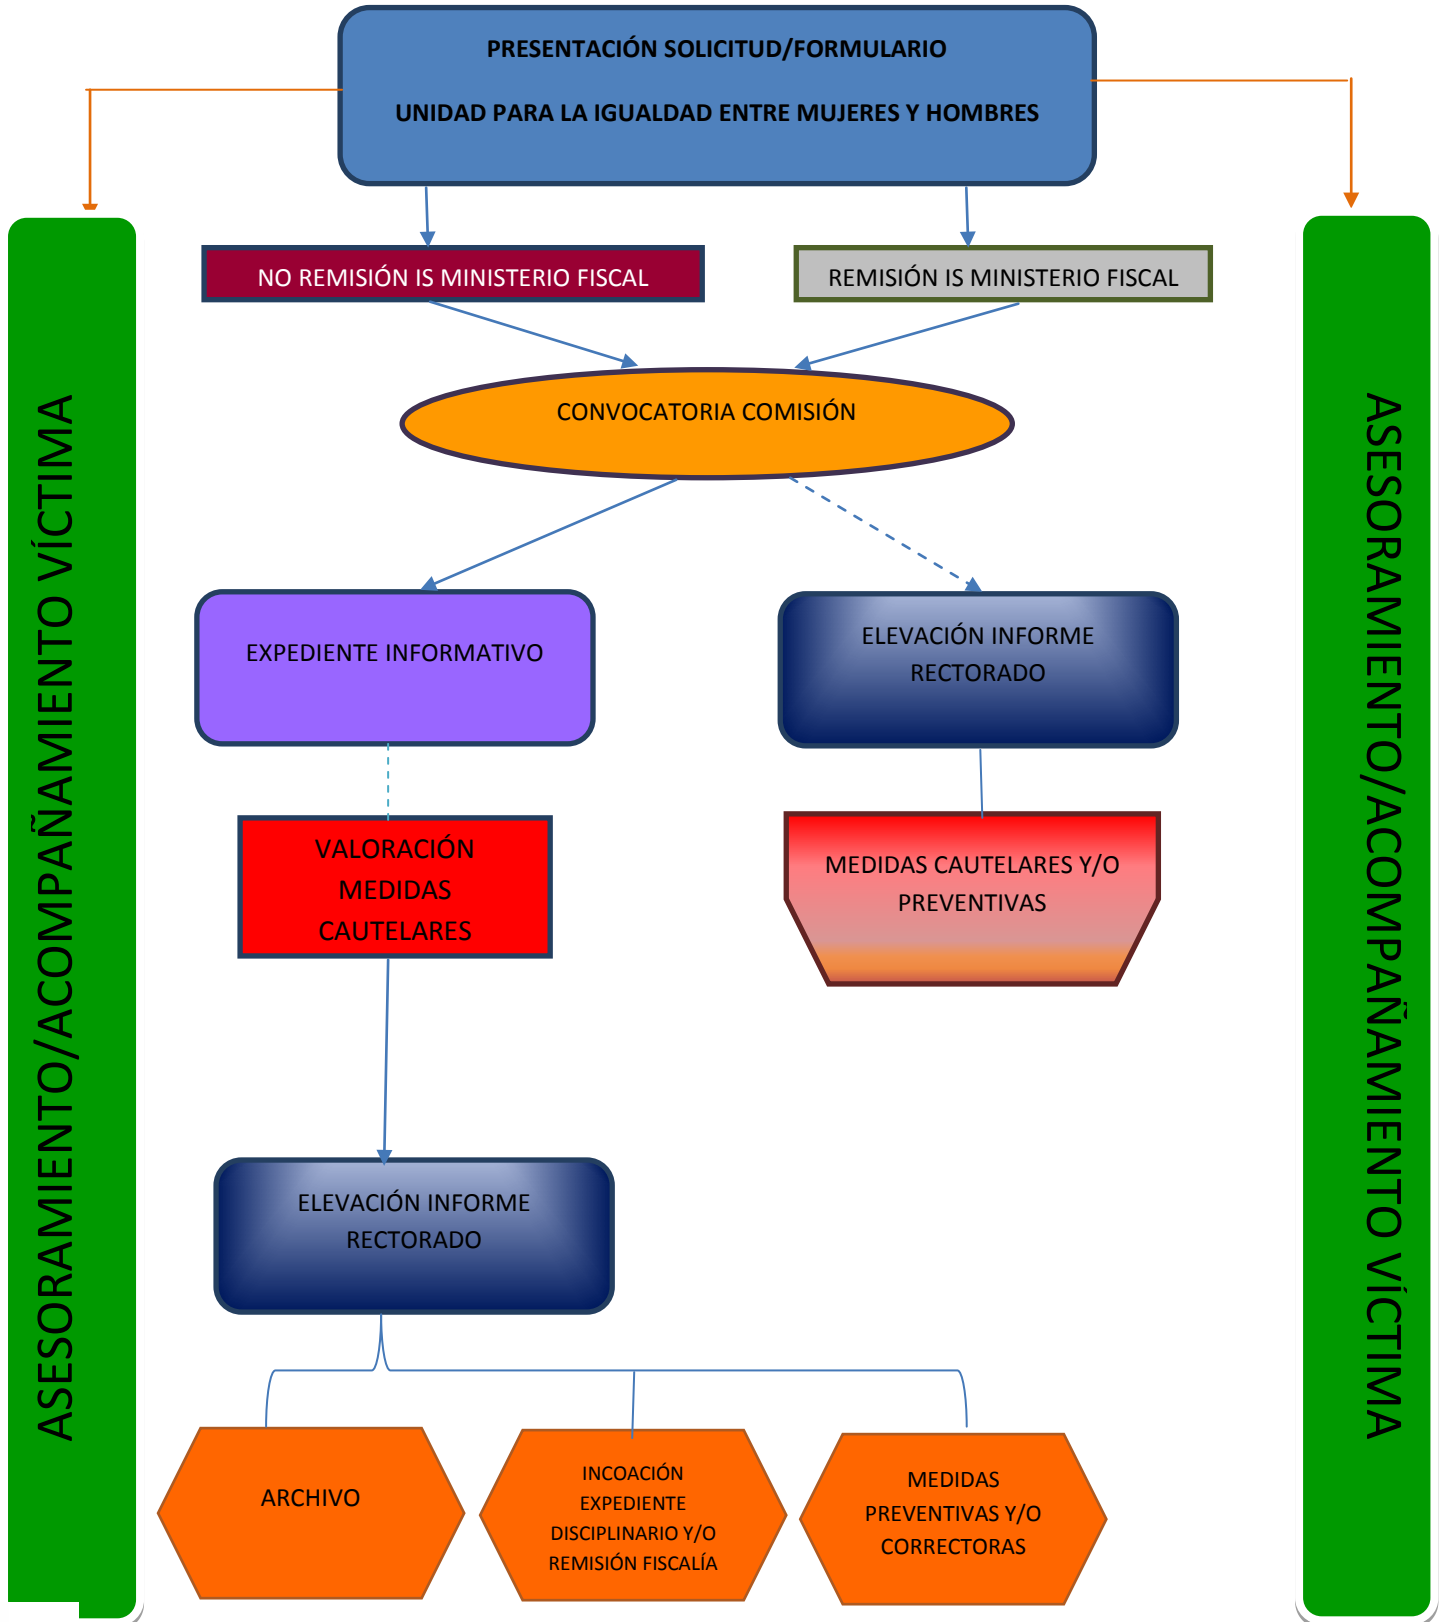 PRESENTACIÓN SOLICITUD/FORMULARIO
UNIDAD PARA LA IGUALDAD ENTRE MUJERES Y HOMBRES
NO REMISIÓN IS MINISTERIO FISCAL
REMISIÓN IS MINISTERIO FISCAL
CONVOCATORIA COMISIÓN
ASESORAMIENTO/ACOMPAÑAMIENTO VÍCTIMA
ASESORAMIENTO/ACOMPAÑAMIENTO VÍCTIMA
EXPEDIENTE INFORMATIVO
ELEVACIÓN INFORME
RECTORADO
VALORACIÓN
MEDIDAS
CAUTELARES
MEDIDAS CAUTELARES Y/O
PREVENTIVAS
ELEVACIÓN INFORME
RECTORADO
ARCHIVO
INCOACIÓN
EXPEDIENTE
DISCIPLINARIO Y/O
REMISIÓN FISCALÍA
MEDIDAS
PREVENTIVAS Y/O
CORRECTORAS